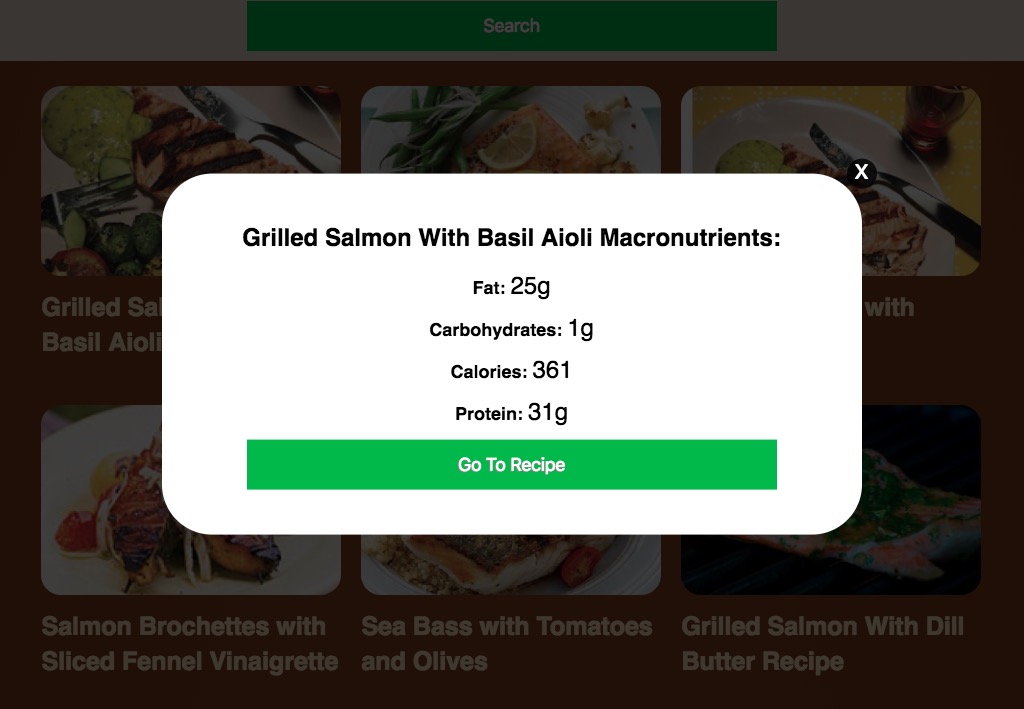 Search
X
Grilled Salmon With Basil Aioli Macronutrients:
Fat: 25g
Carbohydrates: 1g
Calories: 361
Protein: 31g
Go To Recipe
Grilled Sal
Basil Aioli
with
Salmon Brochettes with
Sliced Fennel Vinaigrette
Sea Bass with Tomatoes
and Olives
Grilled Salmon With Dill
Butter Recipe